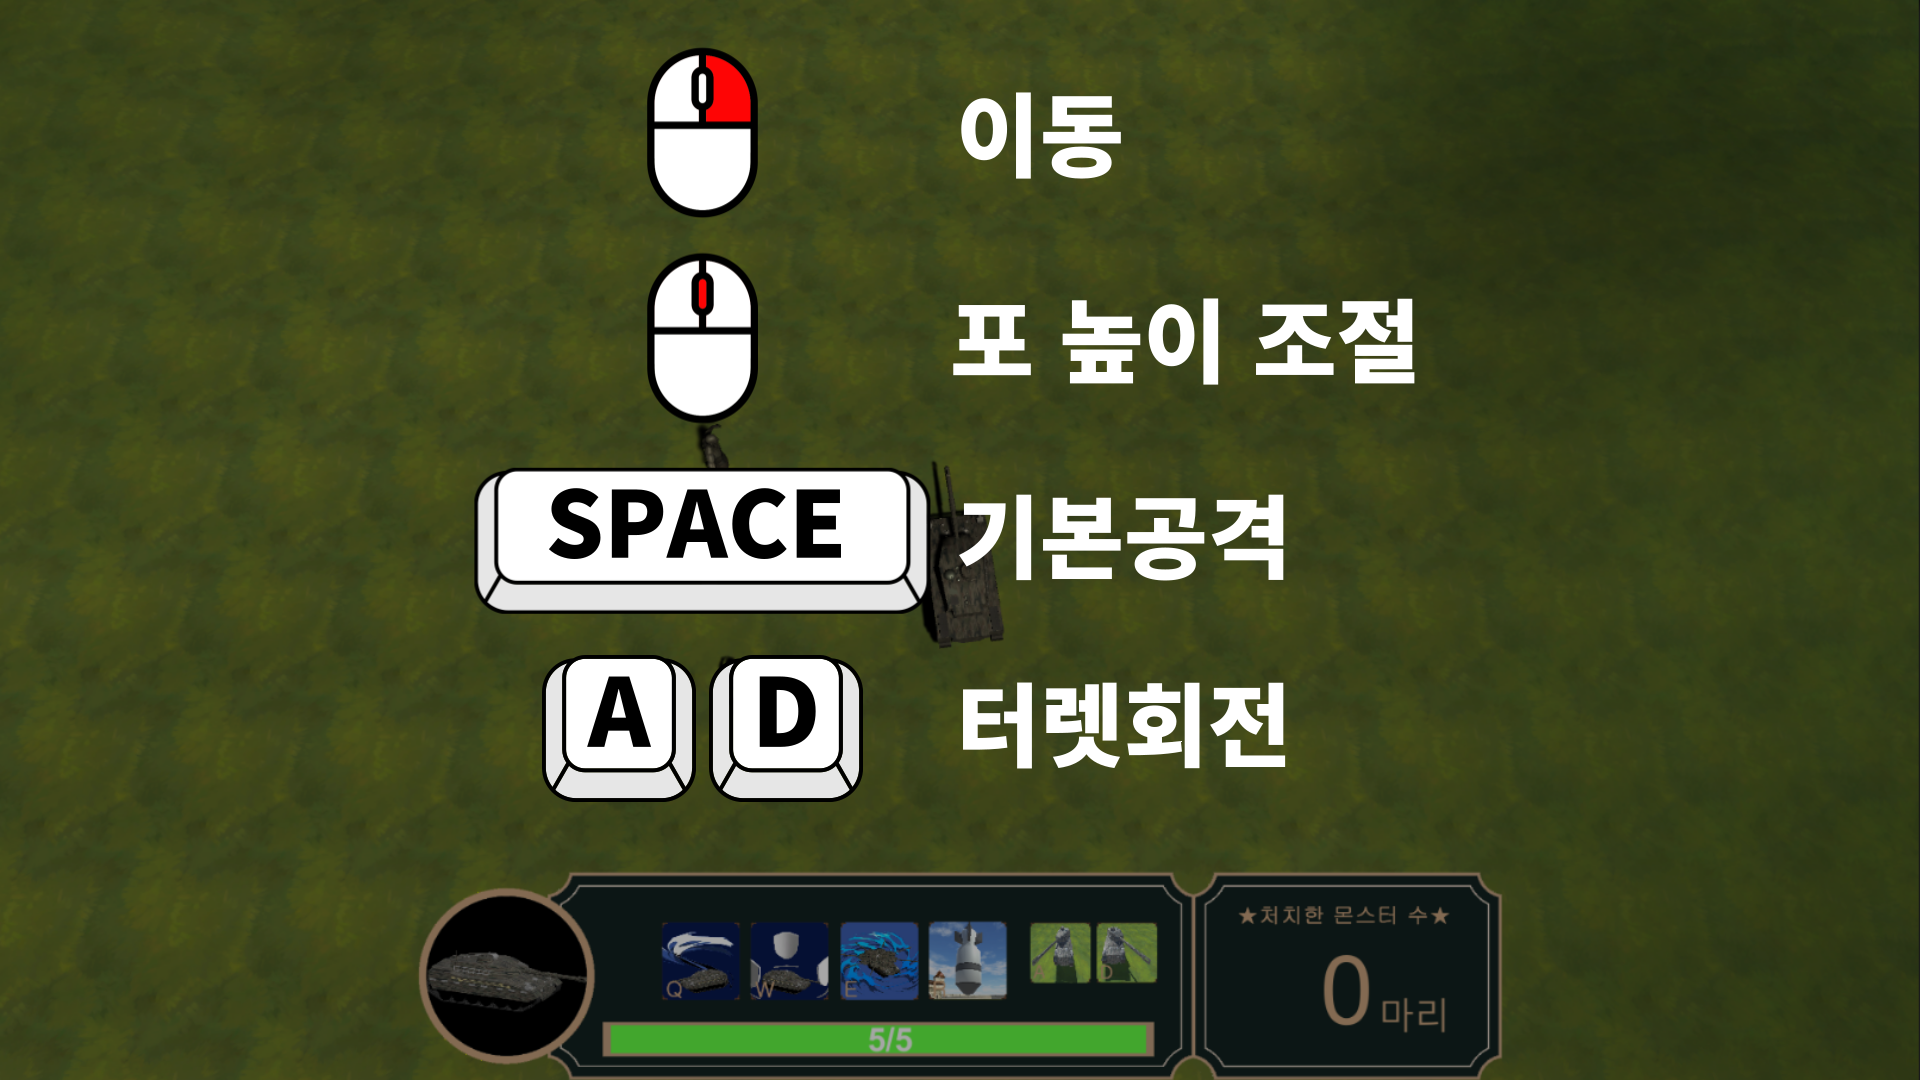 이동
포 높이 조절
SPACE 기본공격
A D 터렛회전
★처치한 몬스터 수★
Q W E D
0 마리
5/5